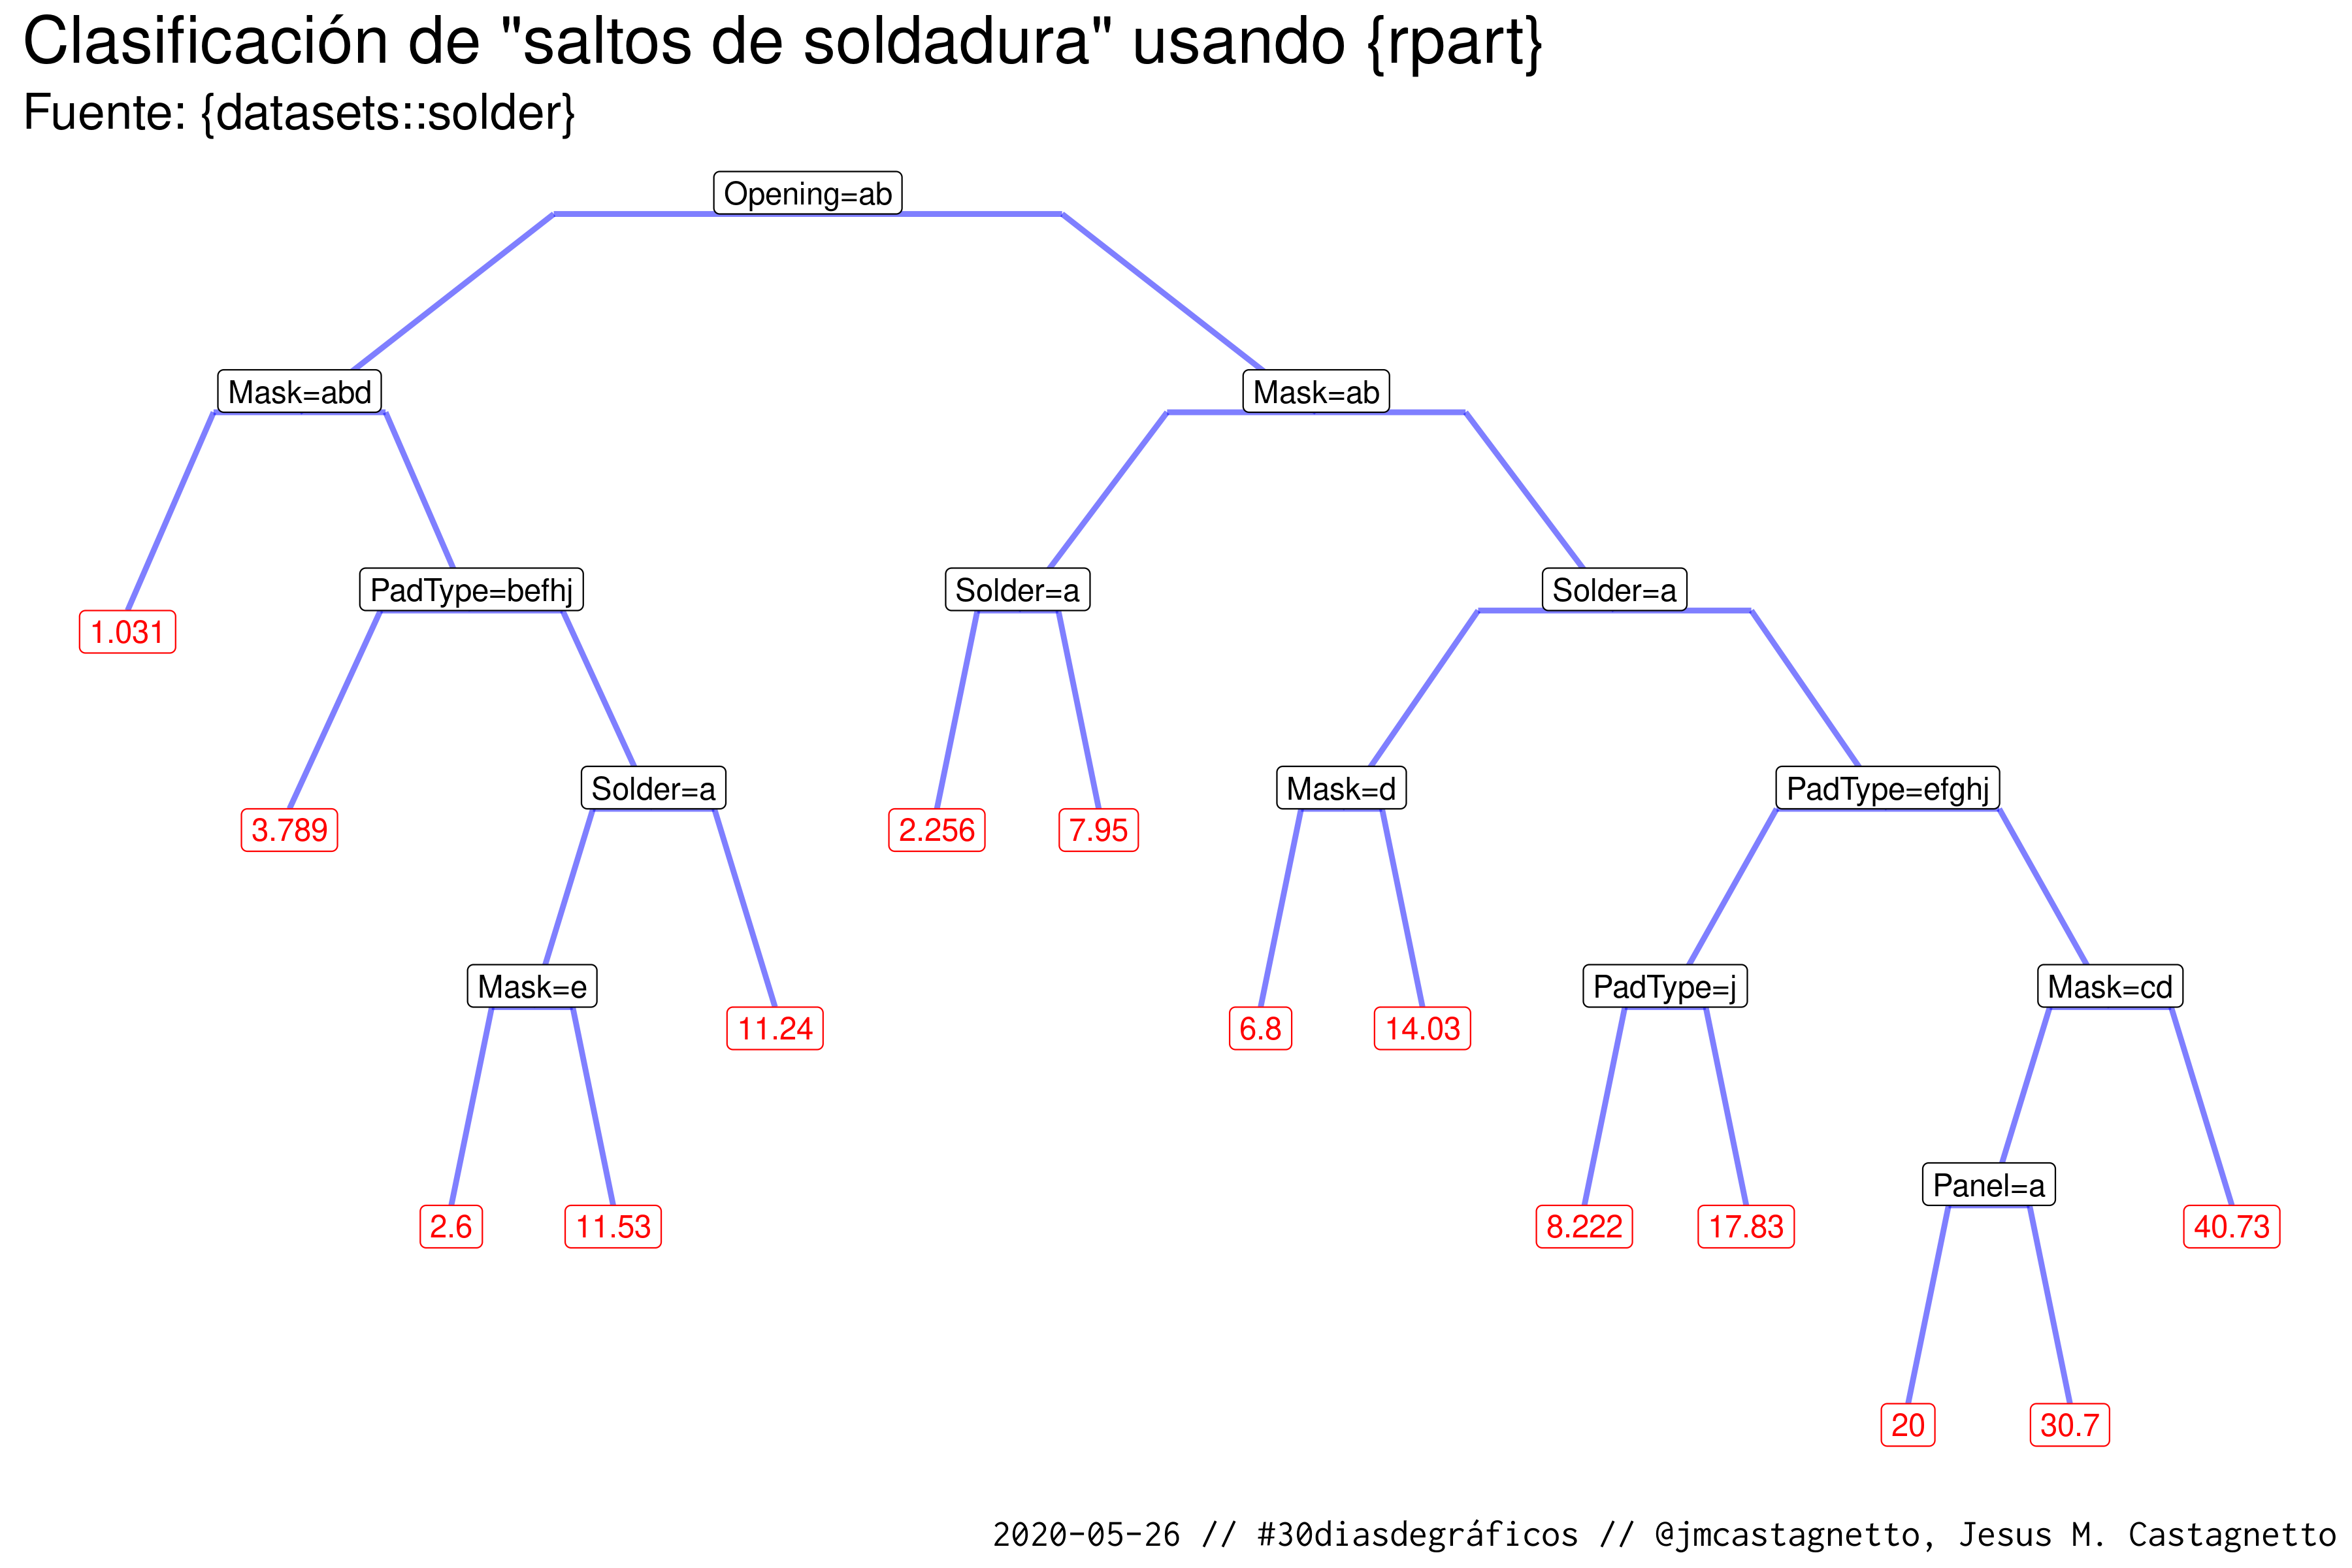 Clasificación de "saltos de soldadura" usando {rpart}
Fuente: {datasets::solder}
Opening=ab
Mask=abd
Mask=ab
PadType=befhj
Solder=a
Solder=a
1.031
Solder=a
Mask=d
PadType=efghj
3.789
2.256
7.95
Mask=e
PadType=j
Mask=cd
11.24
6.8
14.03
Panel=a
2.6
11.53
8.222
17.83
40.73
20
30.7
2020-05-26 // #30diasdegráficos // @jmcastagnetto, Jesus M. Castagnetto